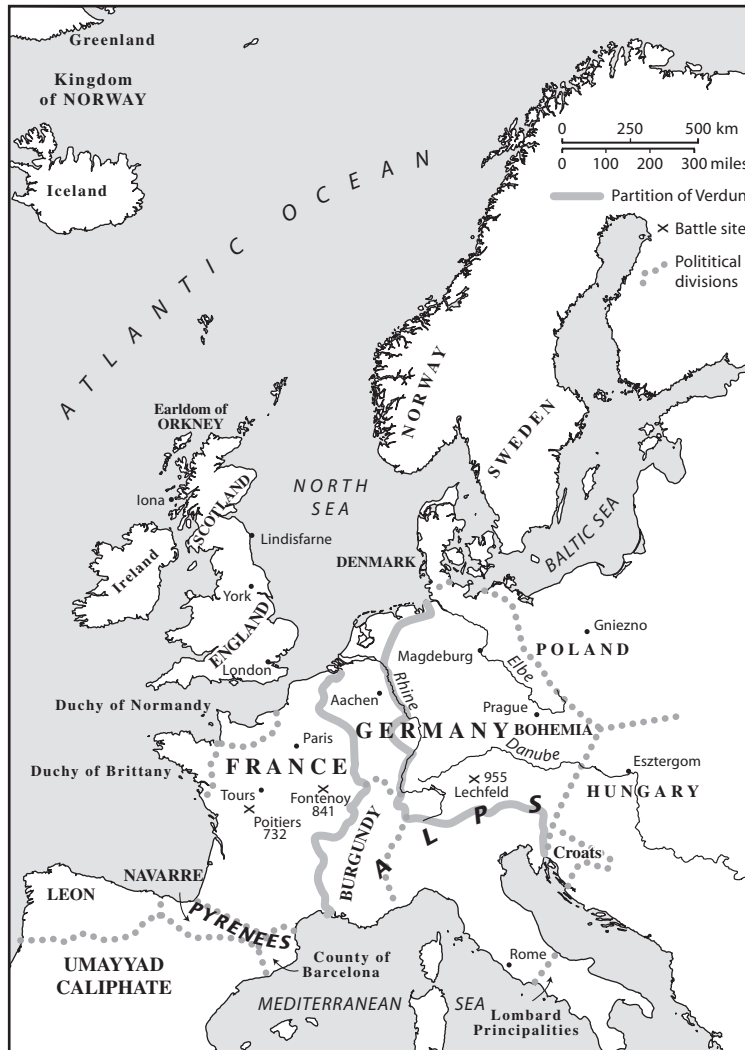 Greenland
Kingdom
of NORWAY
Iceland
ATLANTIC OCEAN
0 250 500 km
0 100 200 300 miles
Partition of Verdun
Battle site
Polititical
divisions
NORWAY
SWEDEN
Earldom of
ORKNEY
Iona
SCOTLAND
NORTH
SEA
Lindisfarne
BALTIC SEA
DENMARK
Ireland
York
ENGLAND
London
Gniezno
POLAND
Magdeburg
Elbe
Rhine
Aachen
Duchy of Normandy
Prague
GERMANY
BOHEMIA
Paris
Danube
Duchy of Brittany
FRANCE
Esztergom
HUNGARY
955
Lechfeld
Tours
Fontenoy
841
Poitiers
732
BURGUNDY
ALPS
Croats
NAVARRE
LEON
PYRENEES
UMAYYAD
CALIPHATE
County of
Barcelona
Rome
MEDITERRANEAN SEA
Lombard
Principalities